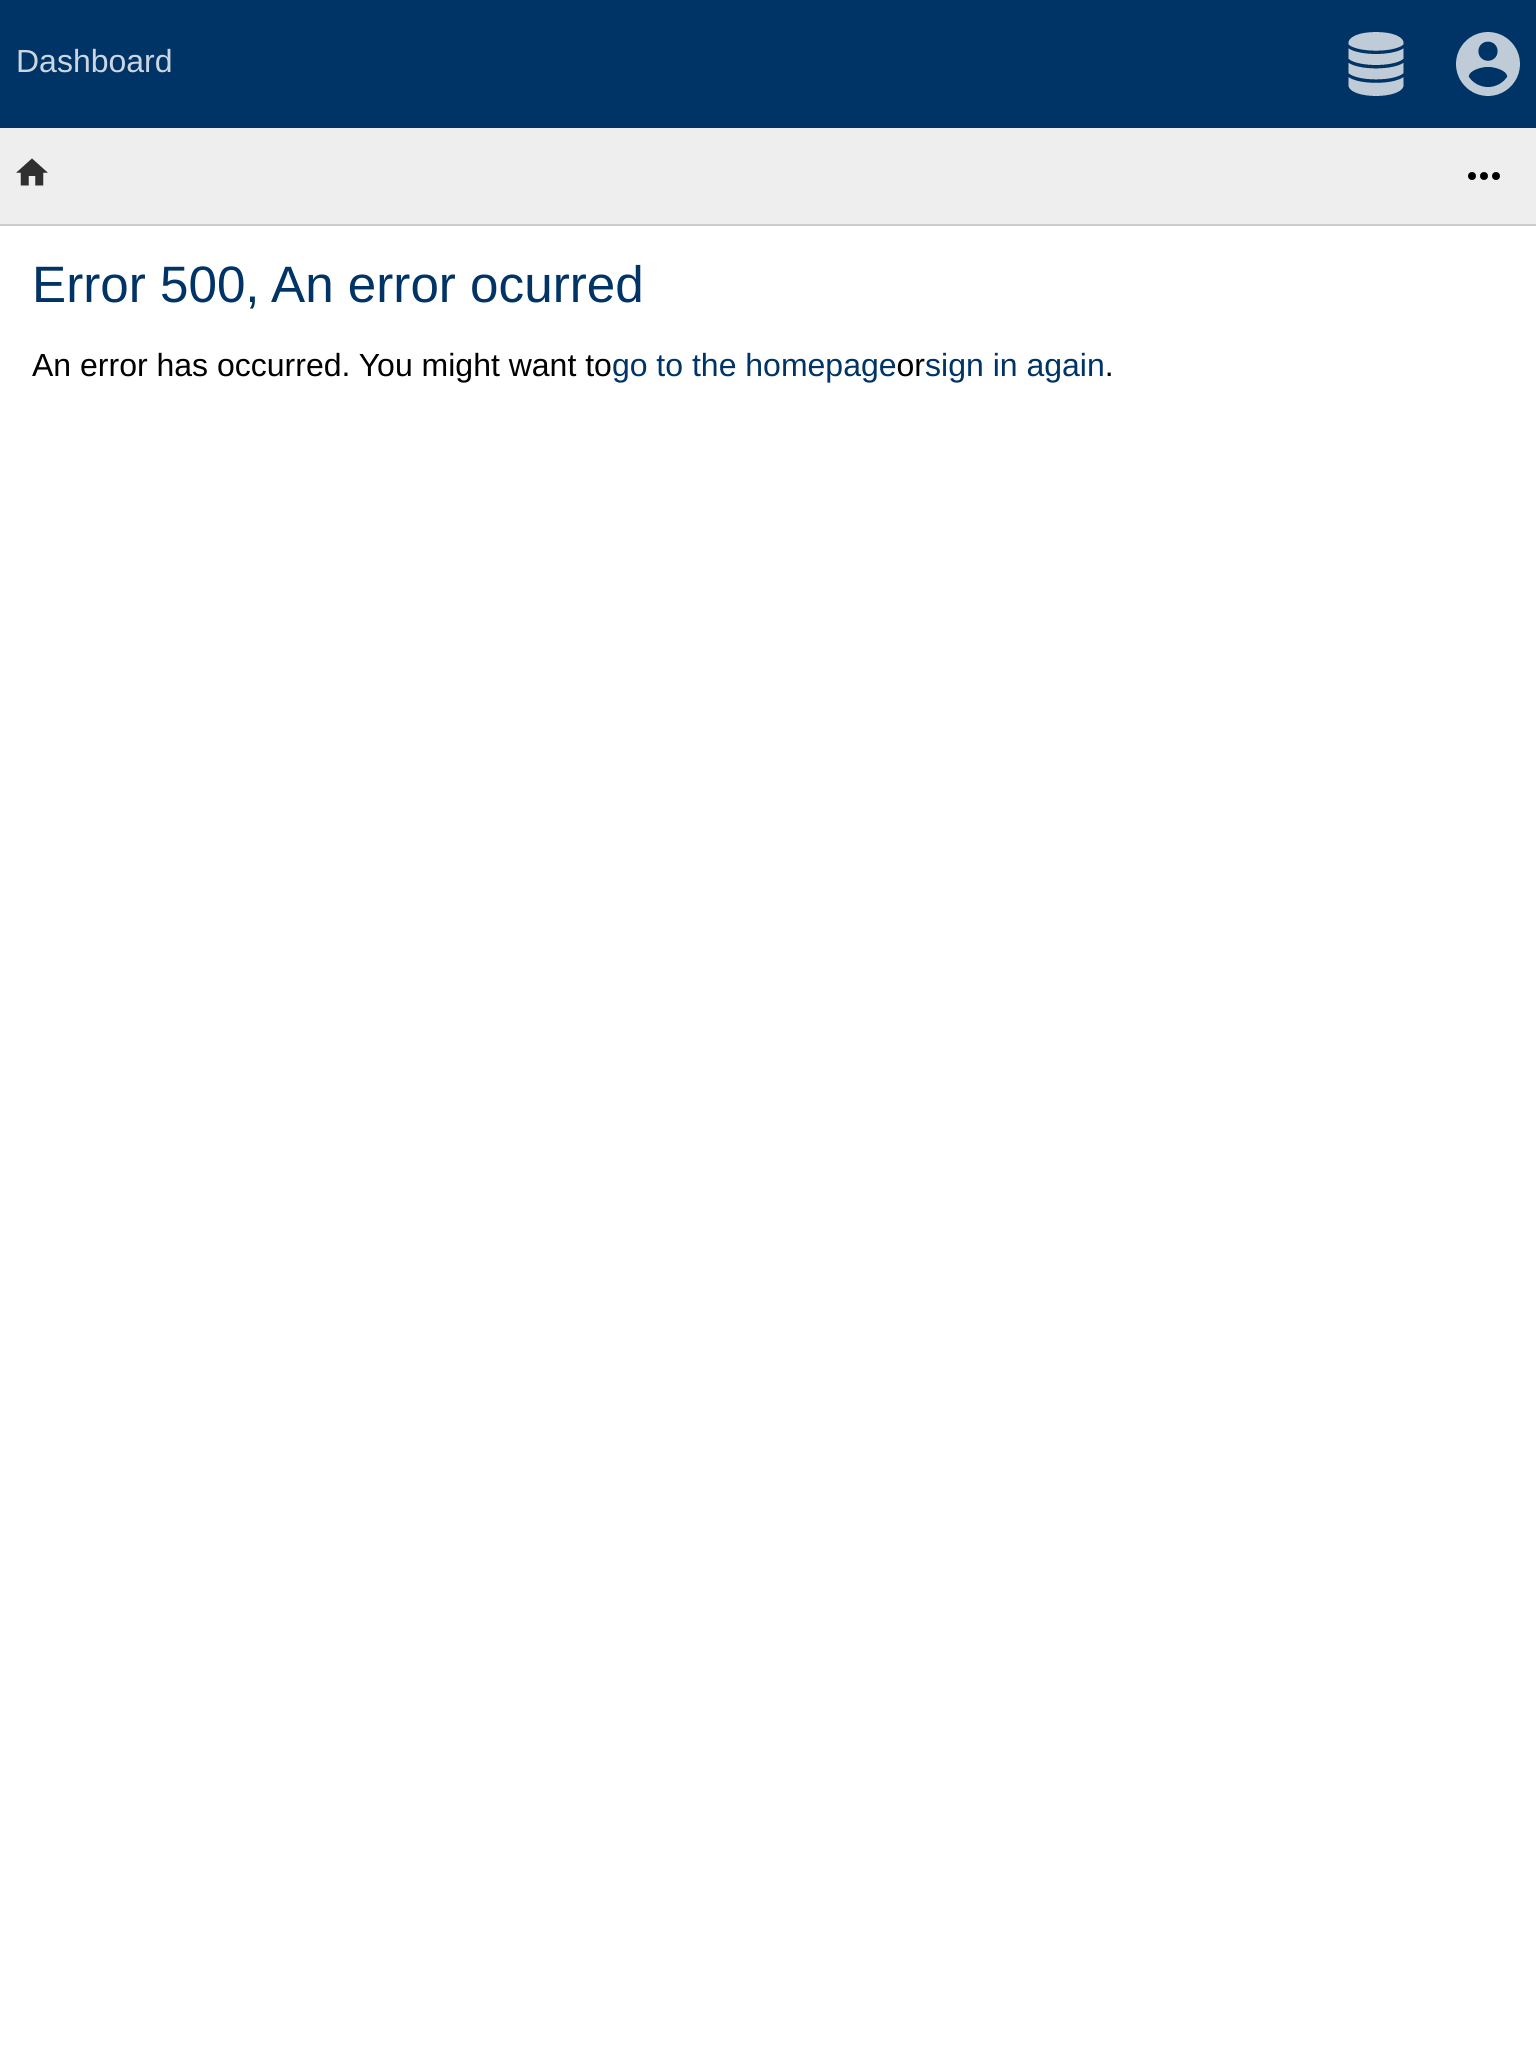 Dashboard
Error 500, An error ocurred
An error has occurred. You might want togo to the homepageorsign in again.